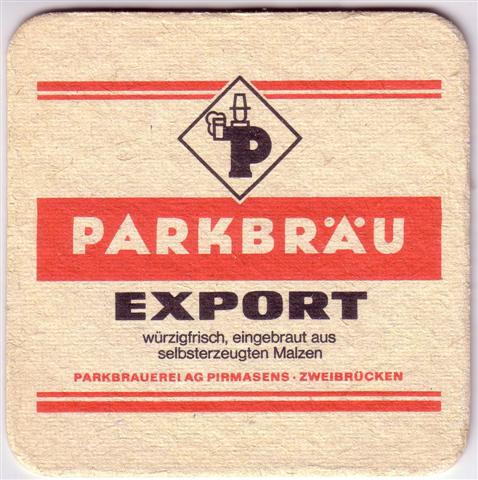 P
PARKBRÄU
EXPORT
würzigfrisch, eingebraut aus
selbsterzeugten Malzen
PARKBRAUEREI AG PIRMASENS · ZWEIBRÜCKEN